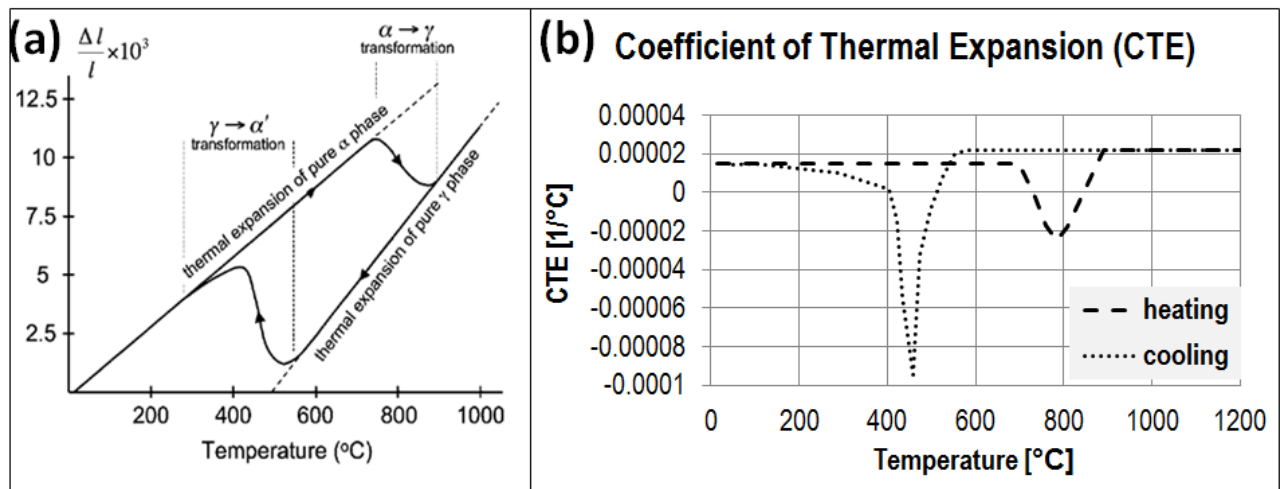 (a)
Δl/l ×10³
α → γ
transformation
γ → α'
transformation
thermal expansion of pure α phase
thermal expansion of pure γ phase
12.5
10
7.5
5
2.5
200 400 600 800 1000
Temperature (ºC)
(b) Coefficient of Thermal Expansion (CTE)
CTE [1/°C]
0.00004
0.00002
0
-0.00002
-0.00004
-0.00006
-0.00008
-0.0001
heating
cooling
0 200 400 600 800 1000 1200
Temperature [°C]